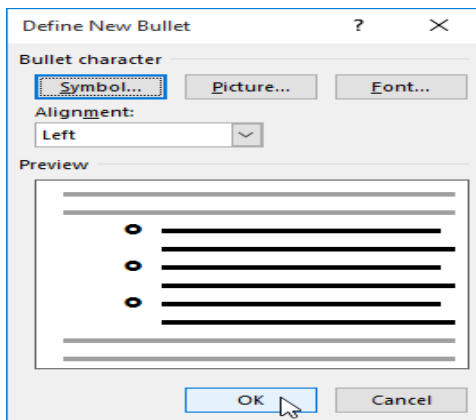 Define New Bullet ?
Bullet character
Symbol... Picture... Font...
Alignment:
Left
Preview
OK Cancel